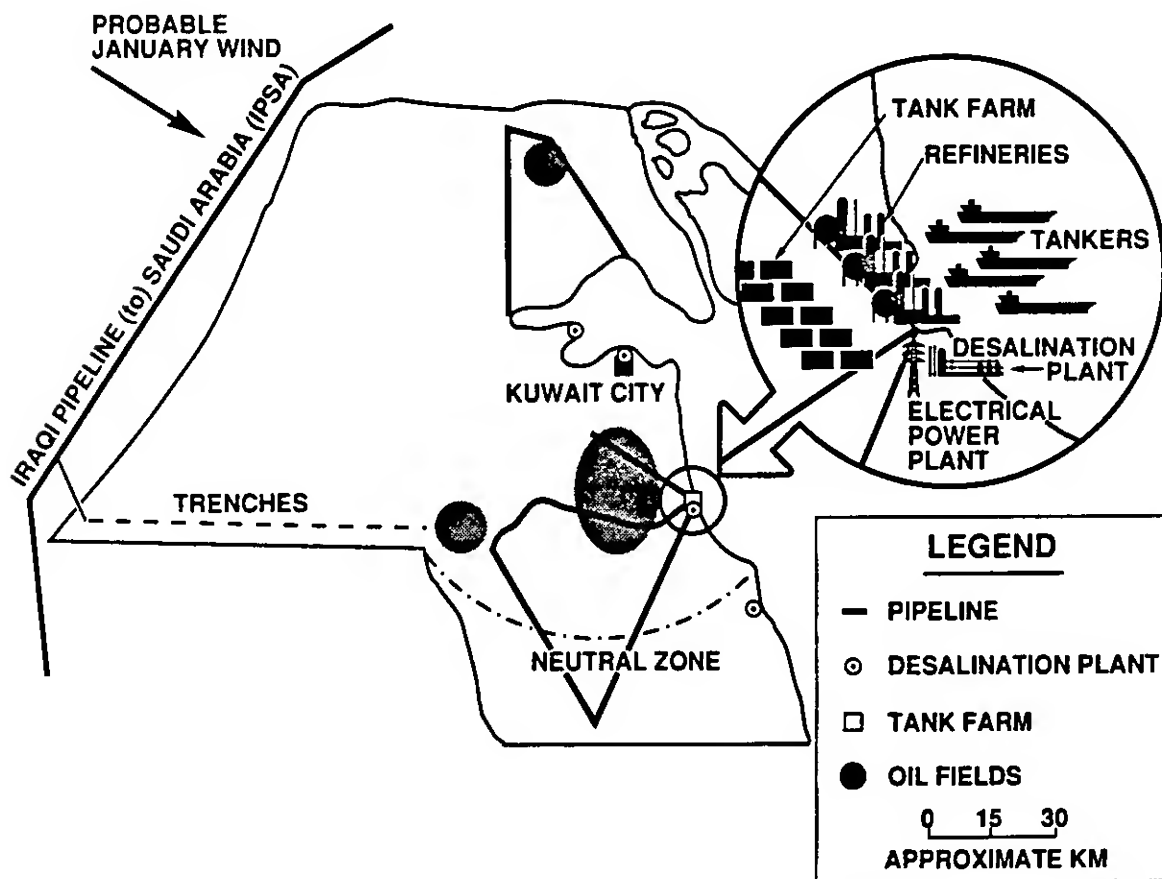 PROBABLE
JANUARY WIND
IRAQI PIPELINE (to) SAUDI ARABIA (IPSA)
TANK FARM
REFINERIES
TANKERS
DESALINATION
PLANT
ELECTRICAL
POWER
PLANT
KUWAIT CITY
TRENCHES
NEUTRAL ZONE
LEGEND
PIPELINE
DESALINATION PLANT
TANK FARM
OIL FIELDS
0 15 30
APPROXIMATE KM